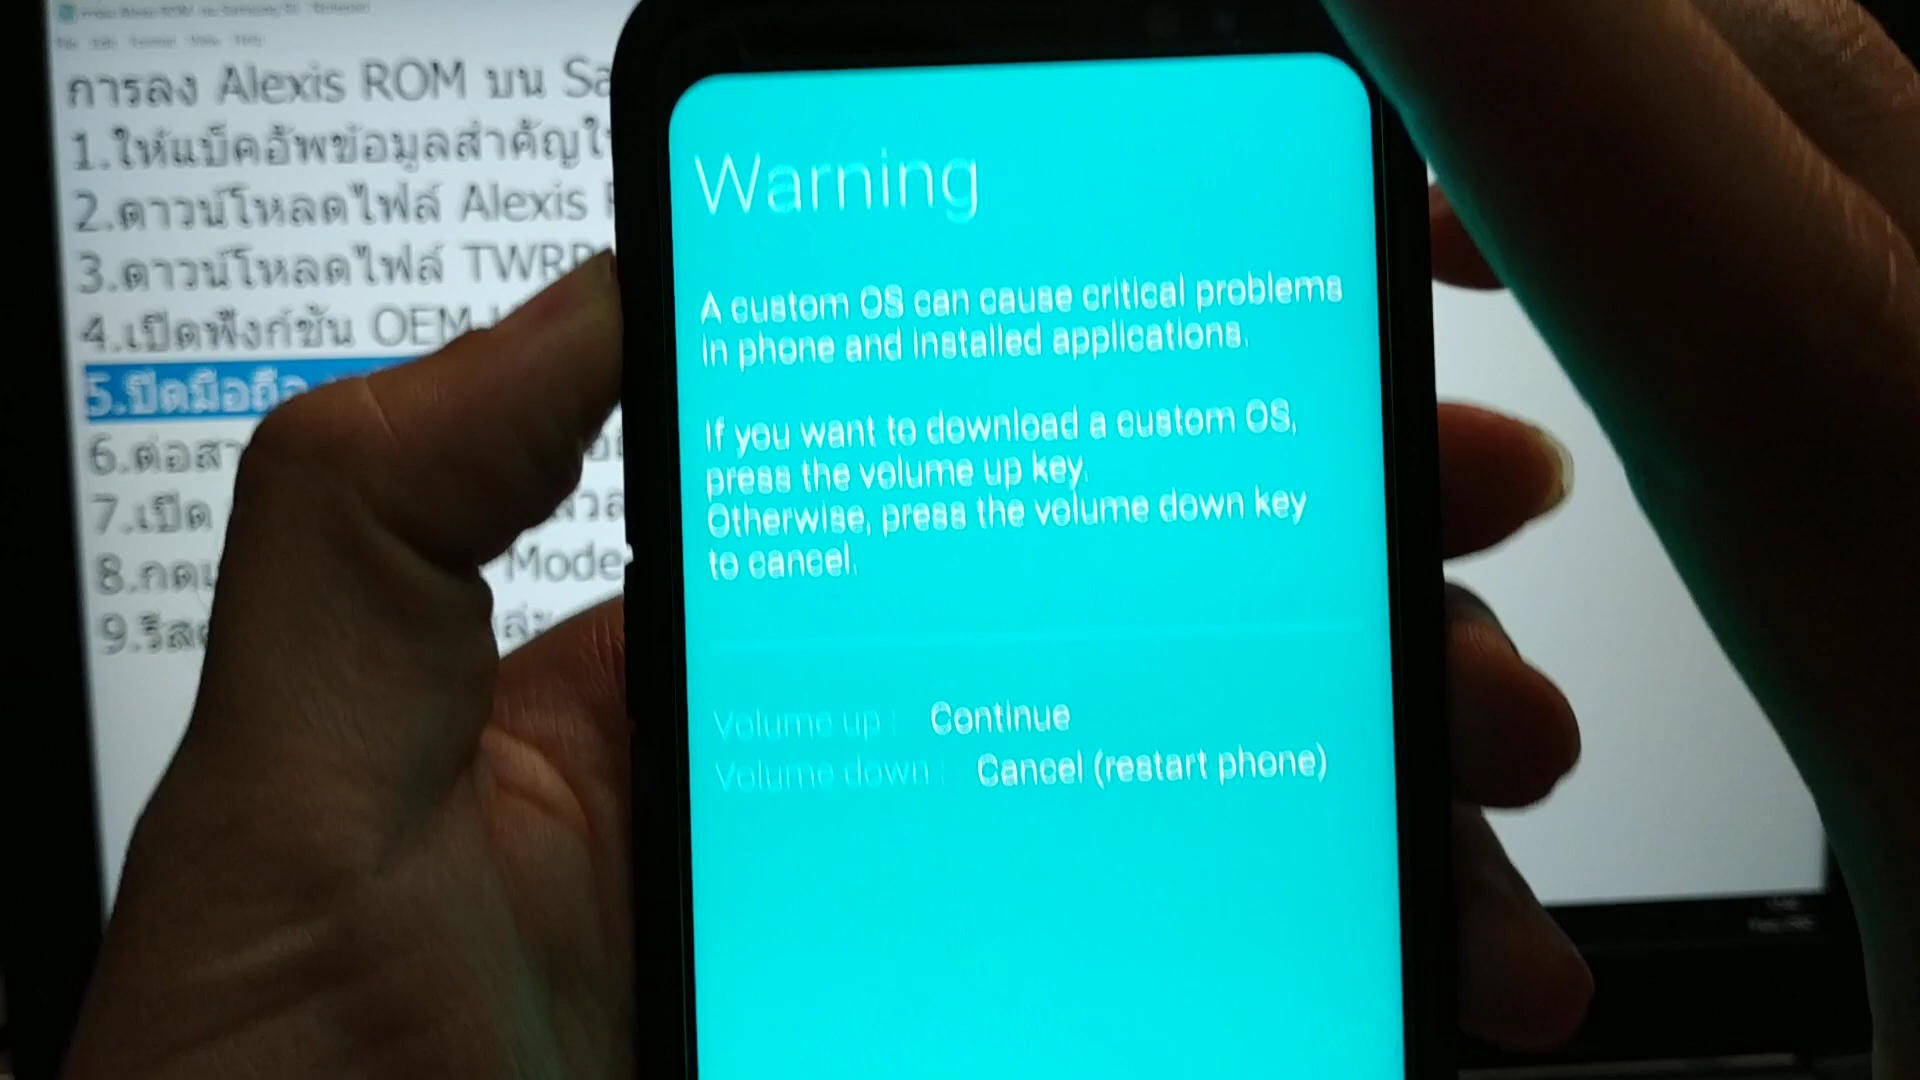 การลง Alexis ROM บน Sa
1.ให้แบ็คอัพข้อมูลสำคัญใ
2.ดาวน์โหลดไฟล์ Alexis
3.ดาวน์โหลดไฟล์ TWRP
4.เปิดฟังก์ชั่น OEM
5.ปิดมือถือ
6.ต่อสา
7.เปิด
8.กด
Mode
9.รีส
Warning
A custom OS can cause critical problems
in phone and installed applications.
If you want to download a custom OS,
press the volume up key.
Otherwise, press the volume down key
to cancel.
Volume up : Continue
Volume down : Cancel (restart phone)